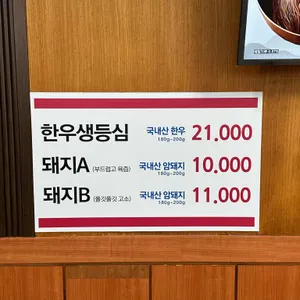 한우생등심 국내산 한우 21.000
180g~200g
돼지A (부드럽고 육즙) 국내산 암돼지 10.000
180g~200g
돼지B (쫄깃쫄깃 고소) 국내산 암돼지 11.000
180g~200g